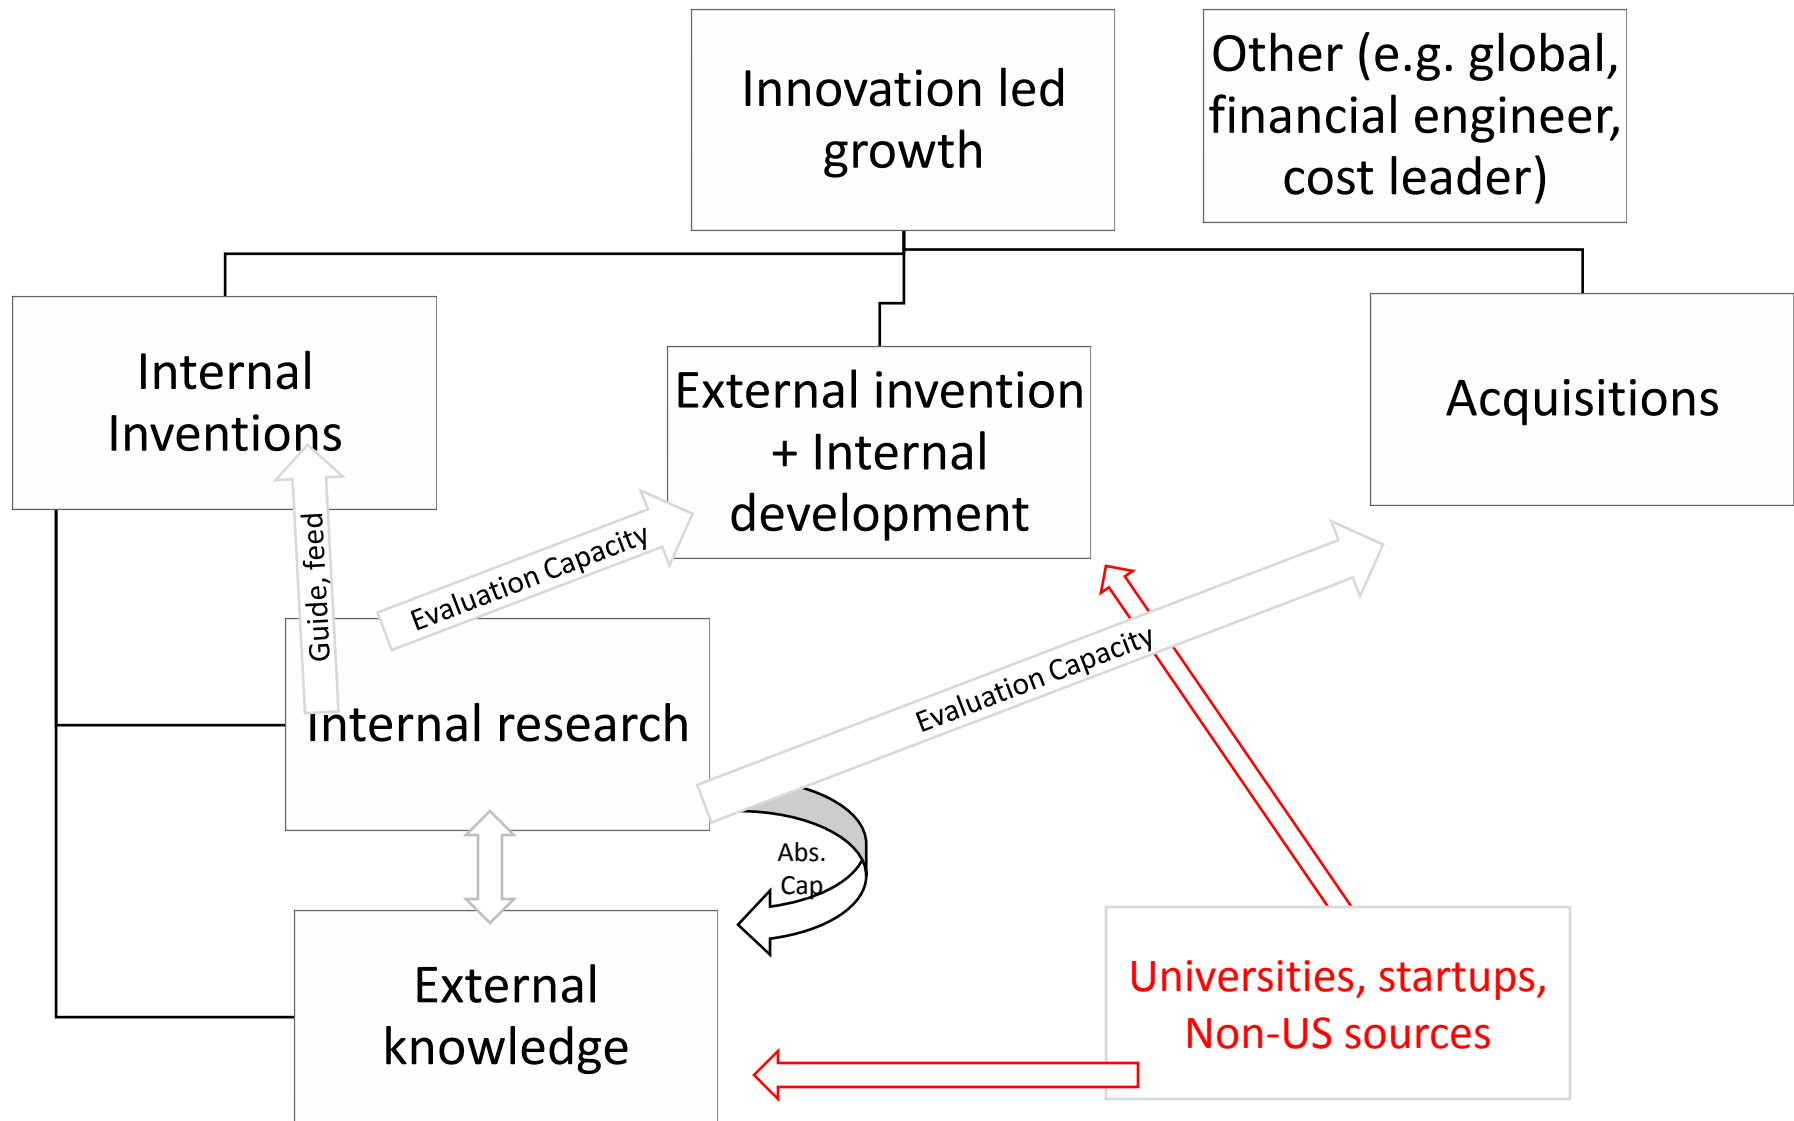 Innovation led
growth
Other (e.g. global,
financial engineer,
cost leader)
Internal
Inventions
External invention
+ Internal
development
Acquisitions
Guide, feed
Evaluation Capacity
Evaluation Capacity
Internal research
Abs.
Cap
External
knowledge
Universities, startups,
Non-US sources